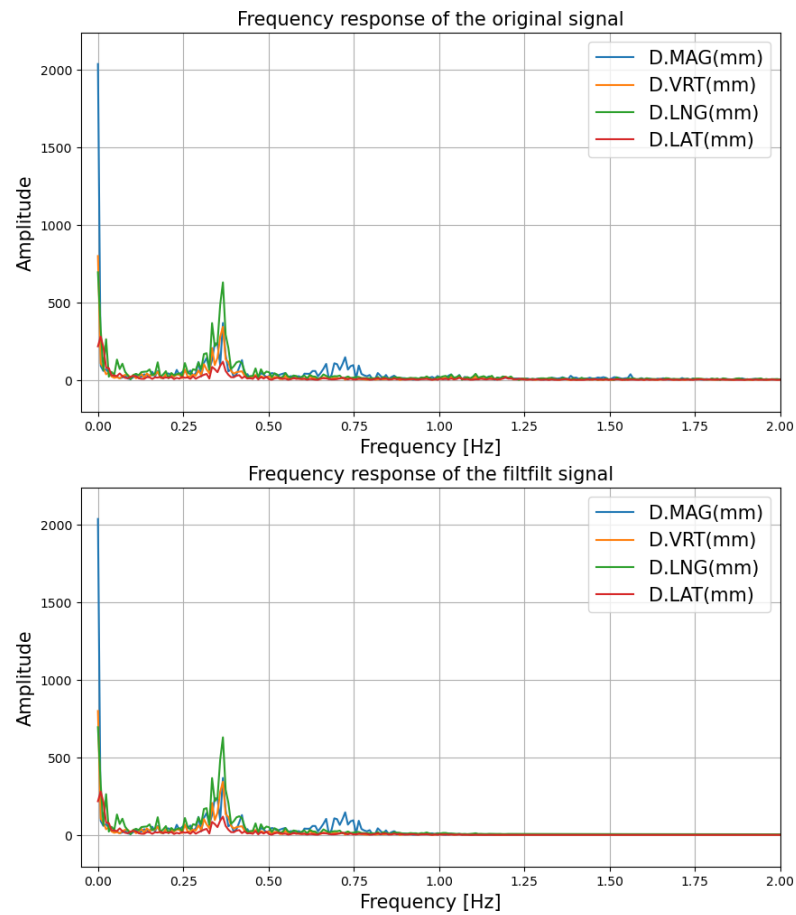 Frequency response of the original signal
D.MAG(mm)
D.VRT(mm)
D.LNG(mm)
D.LAT(mm)
Amplitude
2000
1500
1000
500
0
0.00 0.25 0.50 0.75 1.00 1.25 1.50 1.75 2.00
Frequency [Hz]
Frequency response of the filtfilt signal
D.MAG(mm)
D.VRT(mm)
D.LNG(mm)
D.LAT(mm)
Amplitude
2000
1500
1000
500
0
0.00 0.25 0.50 0.75 1.00 1.25 1.50 1.75 2.00
Frequency [Hz]